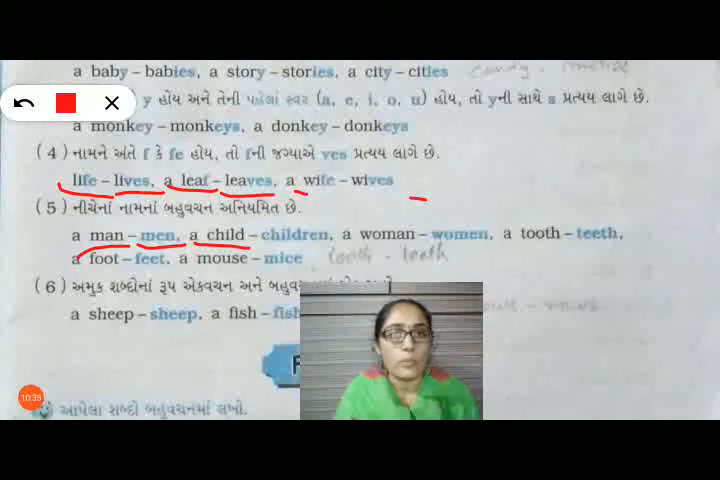 a baby – babies, a story – stories, a city – cities
y હોય અને તેની પહેલાં સ્વર (a, e, i, o, u) હોય, તો yની સાથે s પ્રત્યય લાગે છે.
a monkey – monkeys, a donkey – donkeys
(4) નામને અંતે f કે fe હોય, તો fની જગ્યાએ ves પ્રત્યય લાગે છે.
life – lives, a leaf – leaves, a wife – wives
(5) નીચેનાં નામનાં બહુવચન અનિયમિત છે.
a man – men, a child – children, a woman – women, a tooth – teeth,
a foot – feet, a mouse – mice tooth - teeth
(6) અમુક શબ્દોનાં રૂપ એકવચન અને
a sheep – sheep, a fish – fish
10:35
આપેલા શબ્દો બહુવચનમાં લખો.